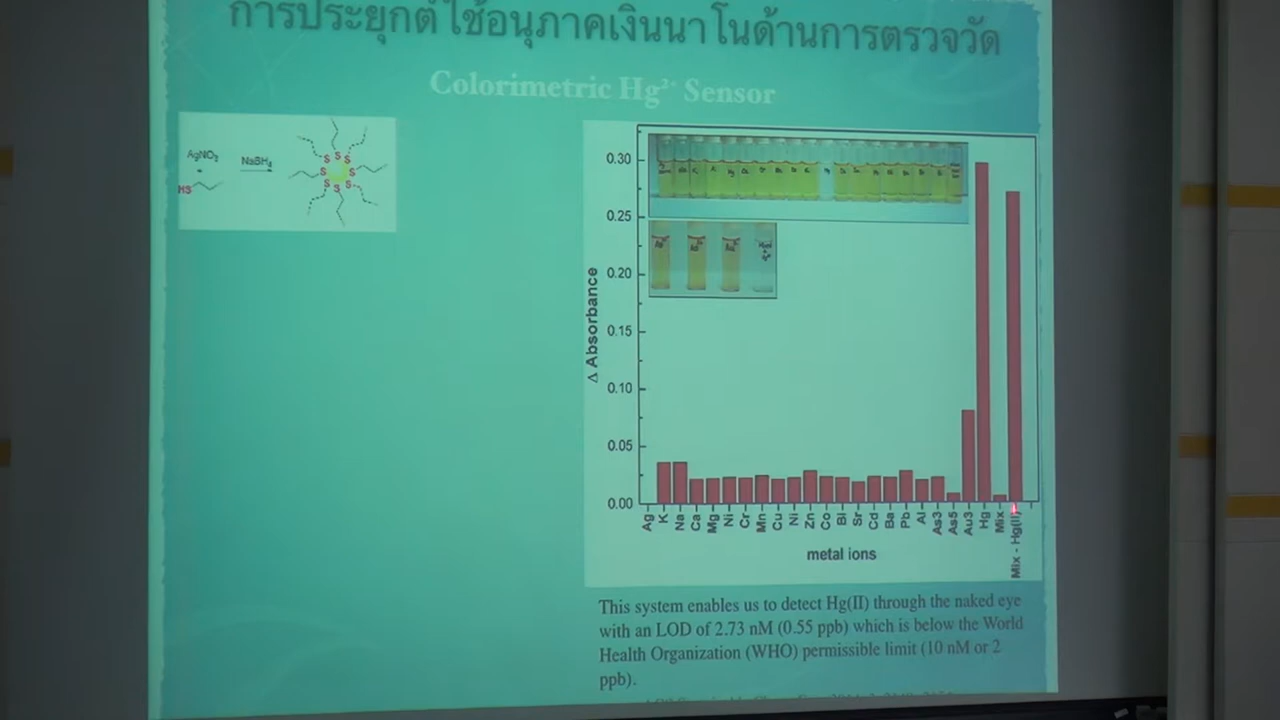 การประยุกต์ใช้อนุภาคเงินนาโนด้านการตรวจวัด
Colorimetric Hg²⁺ Sensor
AgNO₃
+
HS
NaBH₄
S S S S S S S S
0.30
0.25
0.20
0.15
0.10
0.05
0.00
Δ Absorbance
Ag K Na Ca Mg Ni Cr Mn Cu Ni Zn Co Bi Sr Cd Ba Pb Al As3 As5 Au3 Hg Mix Mix - Hg(II)
metal ions
This system enables us to detect Hg(II) through the naked eye
with an LOD of 2.73 nM (0.55 ppb) which is below the World
Health Organization (WHO) permissible limit (10 nM or 2
ppb).